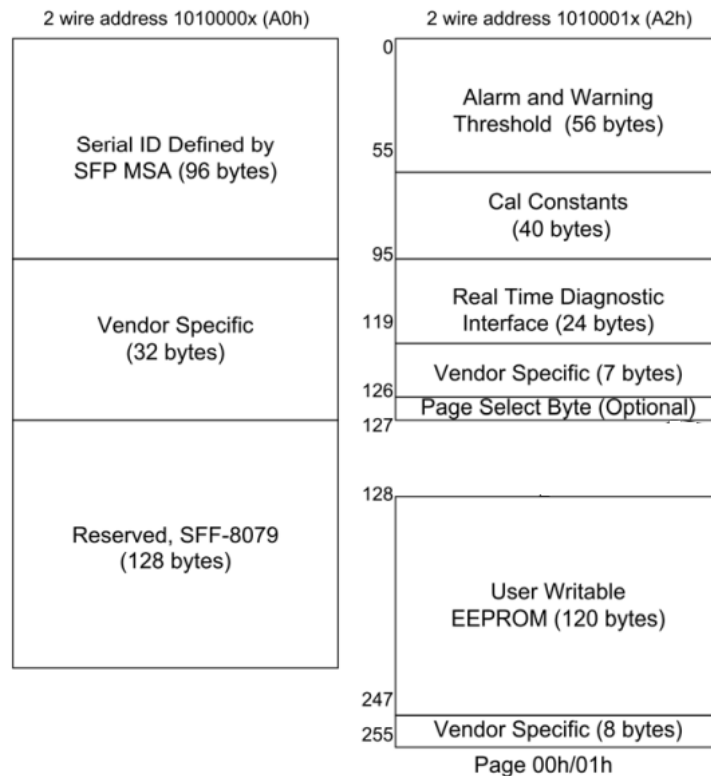 2 wire address 1010000x (A0h)
Serial ID Defined by
SFP MSA (96 bytes)
Vendor Specific
(32 bytes)
Reserved, SFF-8079
(128 bytes)
2 wire address 1010001x (A2h)
0
Alarm and Warning
Threshold (56 bytes)
55
Cal Constants
(40 bytes)
95
Real Time Diagnostic
Interface (24 bytes)
119
Vendor Specific (7 bytes)
126
Page Select Byte (Optional)
127
128
User Writable
EEPROM (120 bytes)
247
Vendor Specific (8 bytes)
255
Page 00h/01h